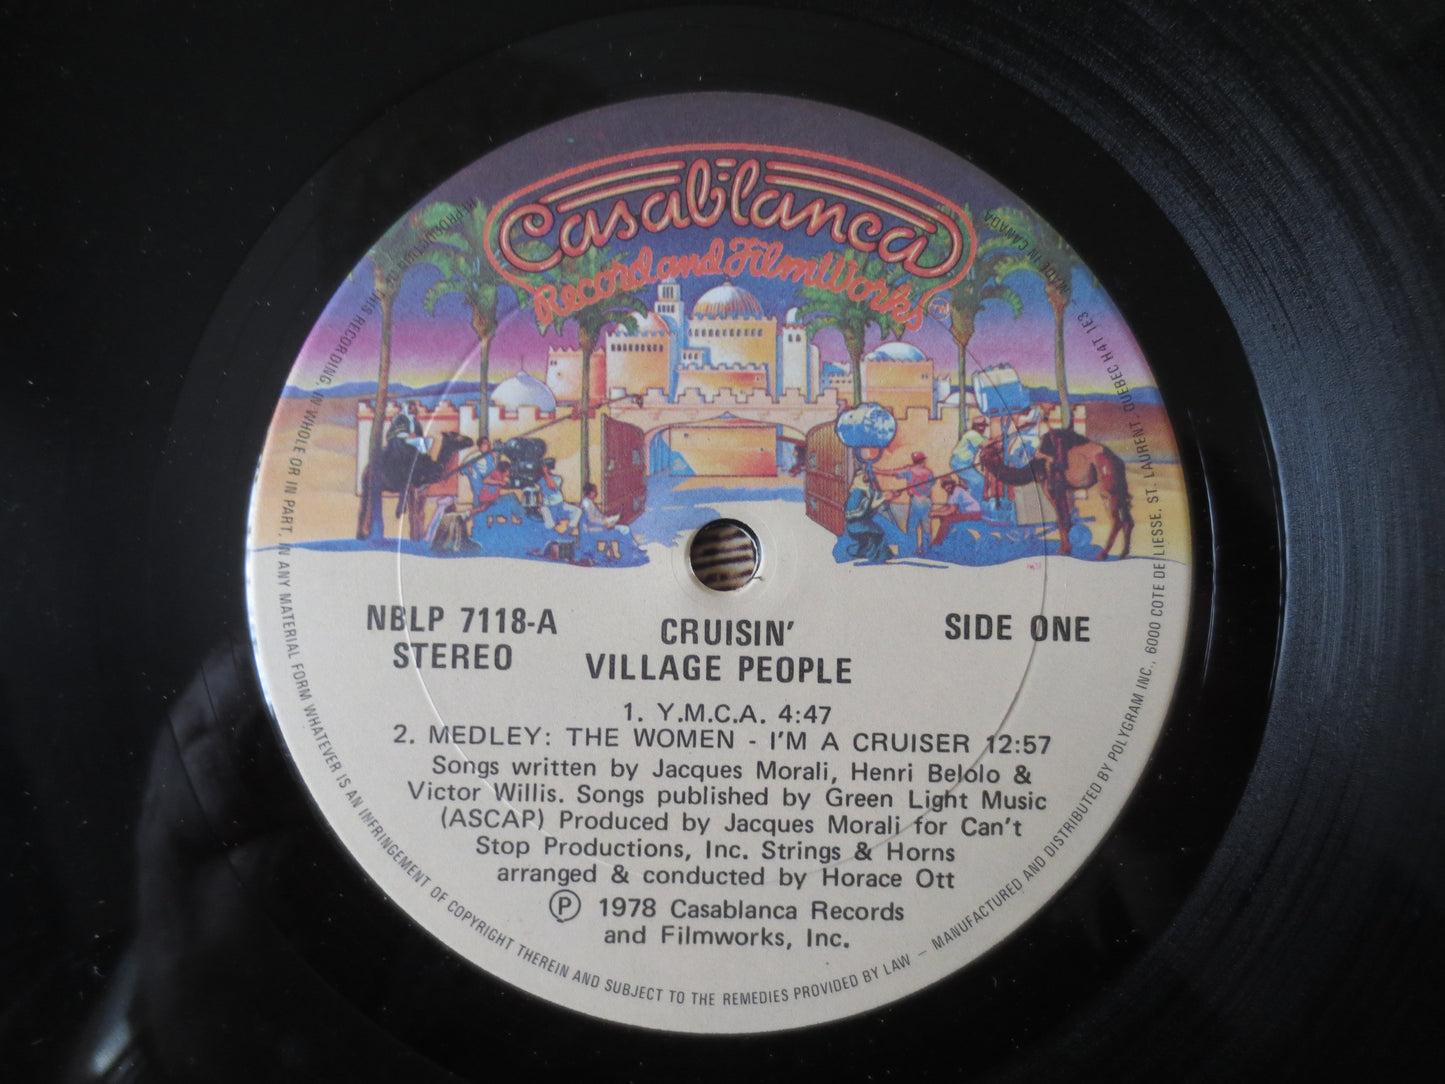 Casablanca
Record and FilmWorks TM
NBLP 7118-A
STEREO
CRUISIN'
VILLAGE PEOPLE
SIDE ONE
1. Y.M.C.A. 4:47
2. MEDLEY: THE WOMEN - I'M A CRUISER 12:57
Songs written by Jacques Morali, Henri Belolo &
Victor Willis. Songs published by Green Light Music
(ASCAP) Produced by Jacques Morali for Can't
Stop Productions, Inc. Strings & Horns
arranged & conducted by Horace Ott
Ⓟ 1978 Casablanca Records
and Filmworks, Inc.
REPRODUCTION OF THIS RECORDING, IN WHOLE OR IN PART, IN ANY MATERIAL FORM WHATEVER IS AN INFRINGEMENT OF COPYRIGHT THEREIN AND SUBJECT TO THE REMEDIES PROVIDED BY LAW — MANUFACTURED AND DISTRIBUTED BY POLYGRAM INC., 6000 COTE DE LIESSE, ST. LAURENT, QUEBEC H4T 1E3 - MADE IN CANADA